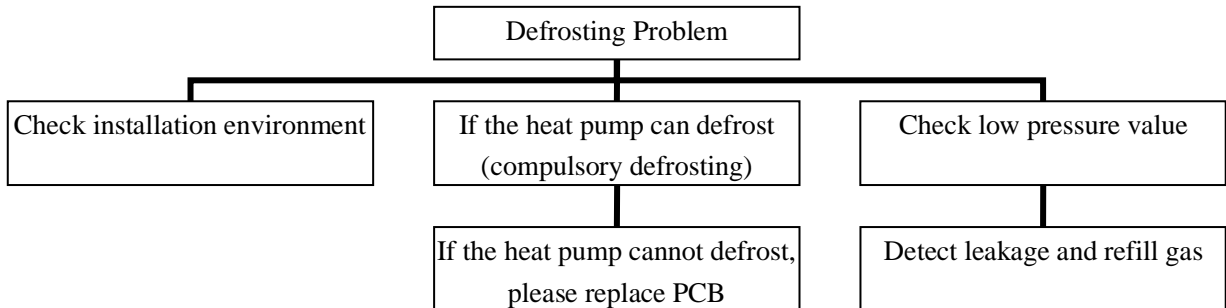 Defrosting Problem
Check installation environment
If the heat pump can defrost
(compulsory defrosting)
Check low pressure value
If the heat pump cannot defrost,
please replace PCB
Detect leakage and refill gas